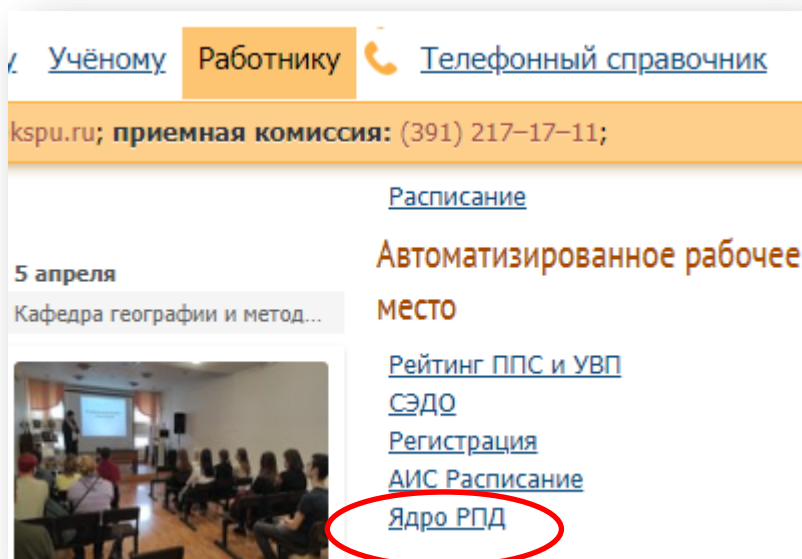 Учёному Работнику Телефонный справочник
kspu.ru; приемная комиссия: (391) 217–17–11;
Расписание
Автоматизированное рабочее
место
5 апреля
Кафедра географии и метод...
Рейтинг ППС и УВП
СЭДО
Регистрация
АИС Расписание
Ядро РПД